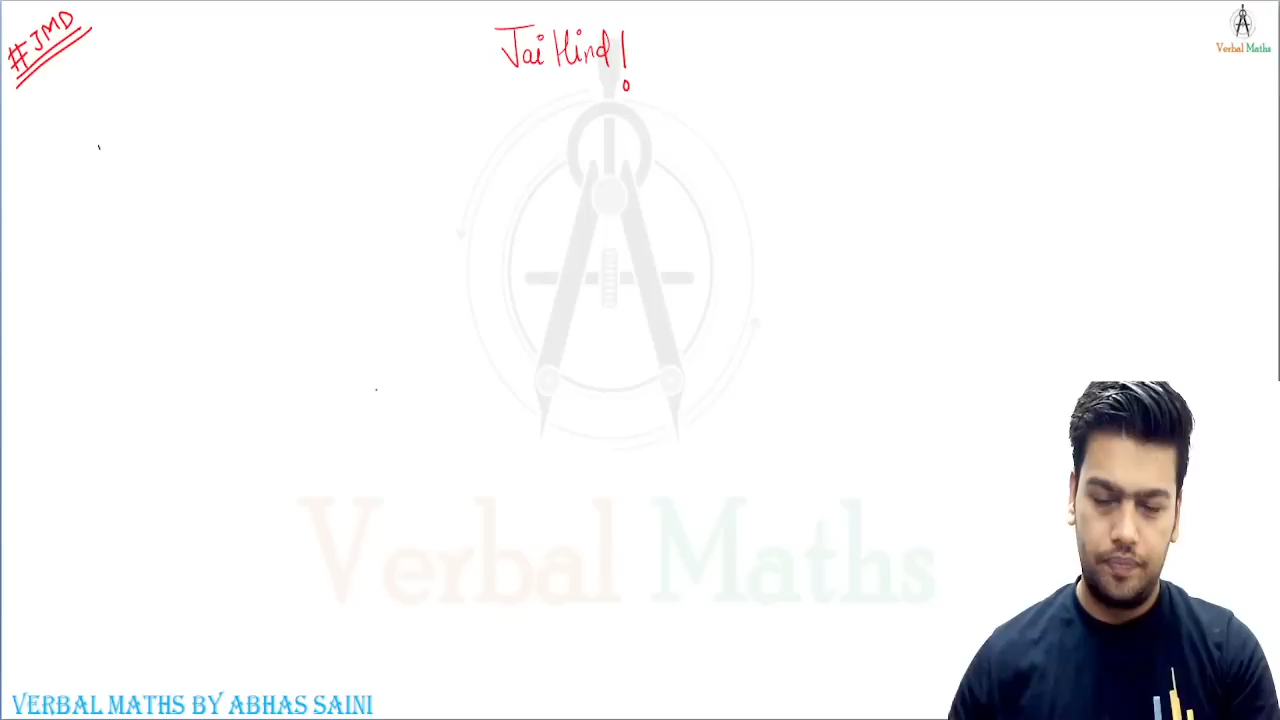 #JMD
Jai Hind!
Verbal Maths
Verbal Maths
VERBAL MATHS BY ABHAS SAINI